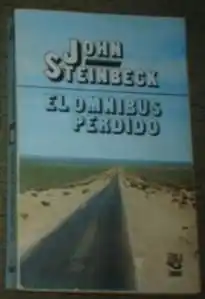 JOHN
STEINBECK
EL OMNIBUS
PERDIDO